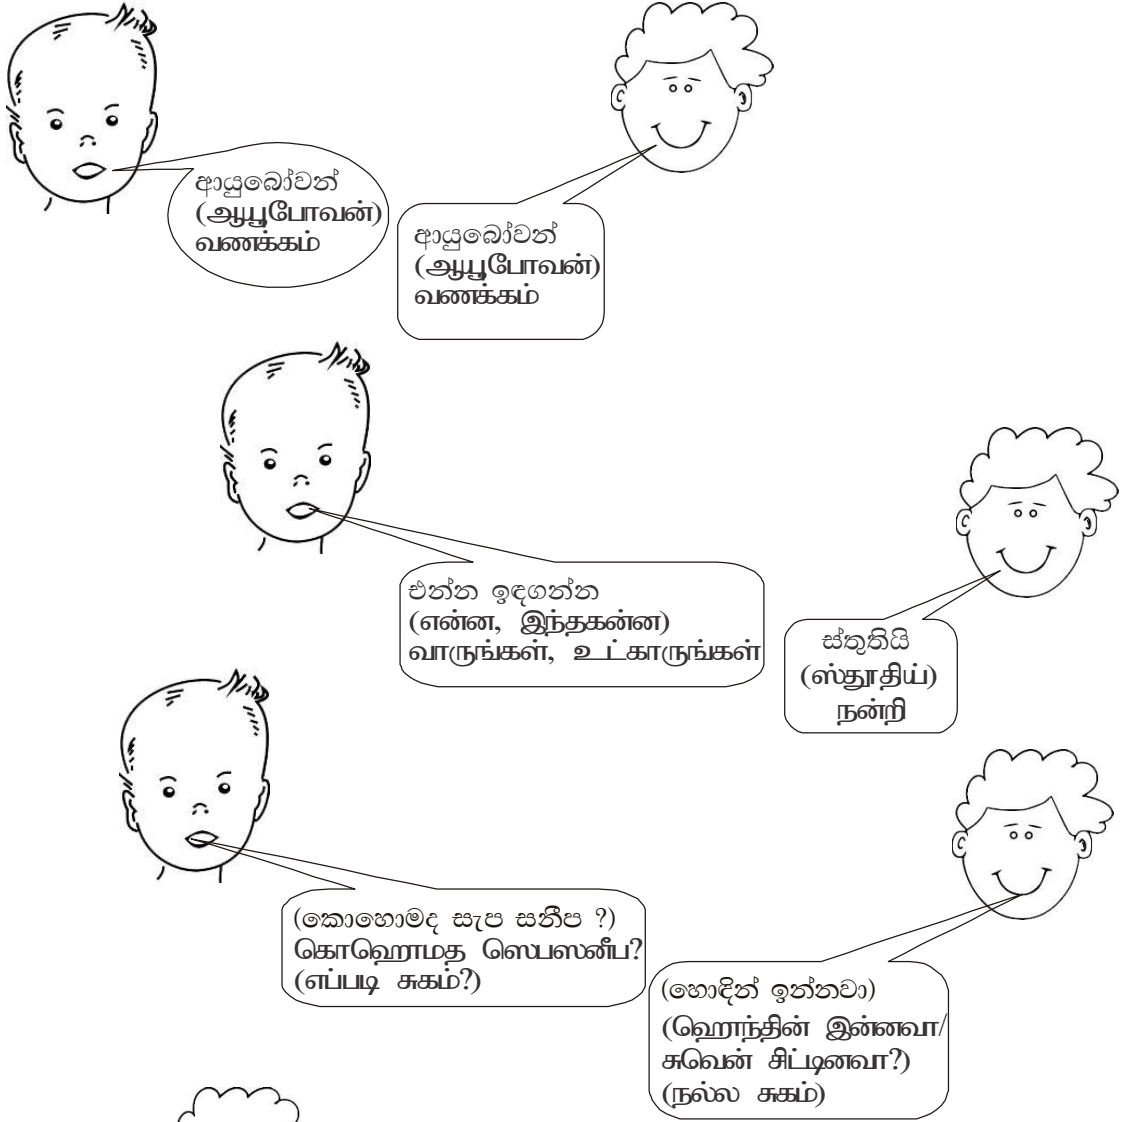 ආයුබෝවන්
(ஆயூபோவன்)
வணக்கம்
ආයුබෝවන්
(ஆயூபோவன்)
வணக்கம்
එන්න ඉඳගන්න
(என்ன, இந்தகன்ன)
வாருங்கள், உட்காருங்கள்
ස්තුතියි
(ஸ்தூதிய்)
நன்றி
(කොහොමද සැප සනීප ?)
கொஹொமத ஸெபஸனீப?
(எப்படி சுகம்?)
(හොඳින් ඉන්නවා)
(ஹொந்தின் இன்னவா/
சுவென் சிட்டினவா?)
(நல்ல சுகம்)